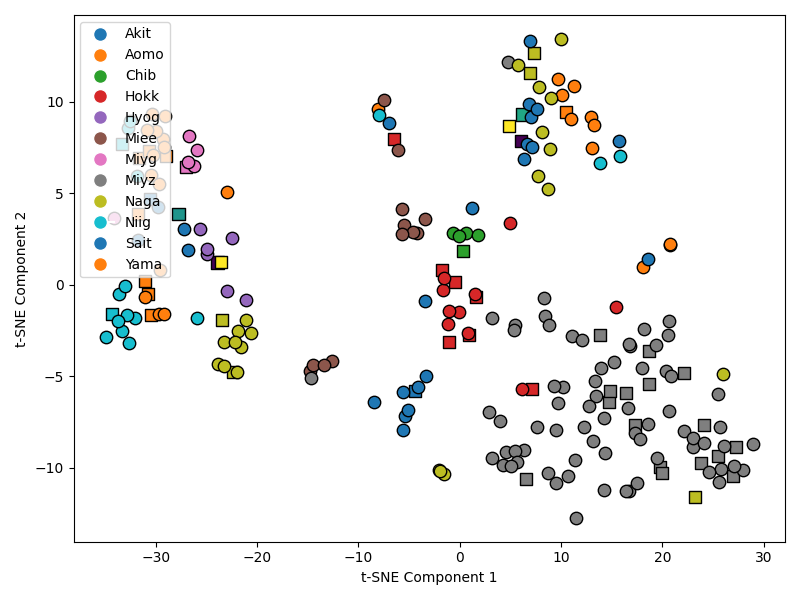 Akit
Aomo
Chib
Hokk
Hyog
Miee
Miyg
Miyz
Naga
Niig
Sait
Yama
10
5
0
−5
−10
−30
−20
−10
0
10
20
30
t-SNE Component 2
t-SNE Component 1